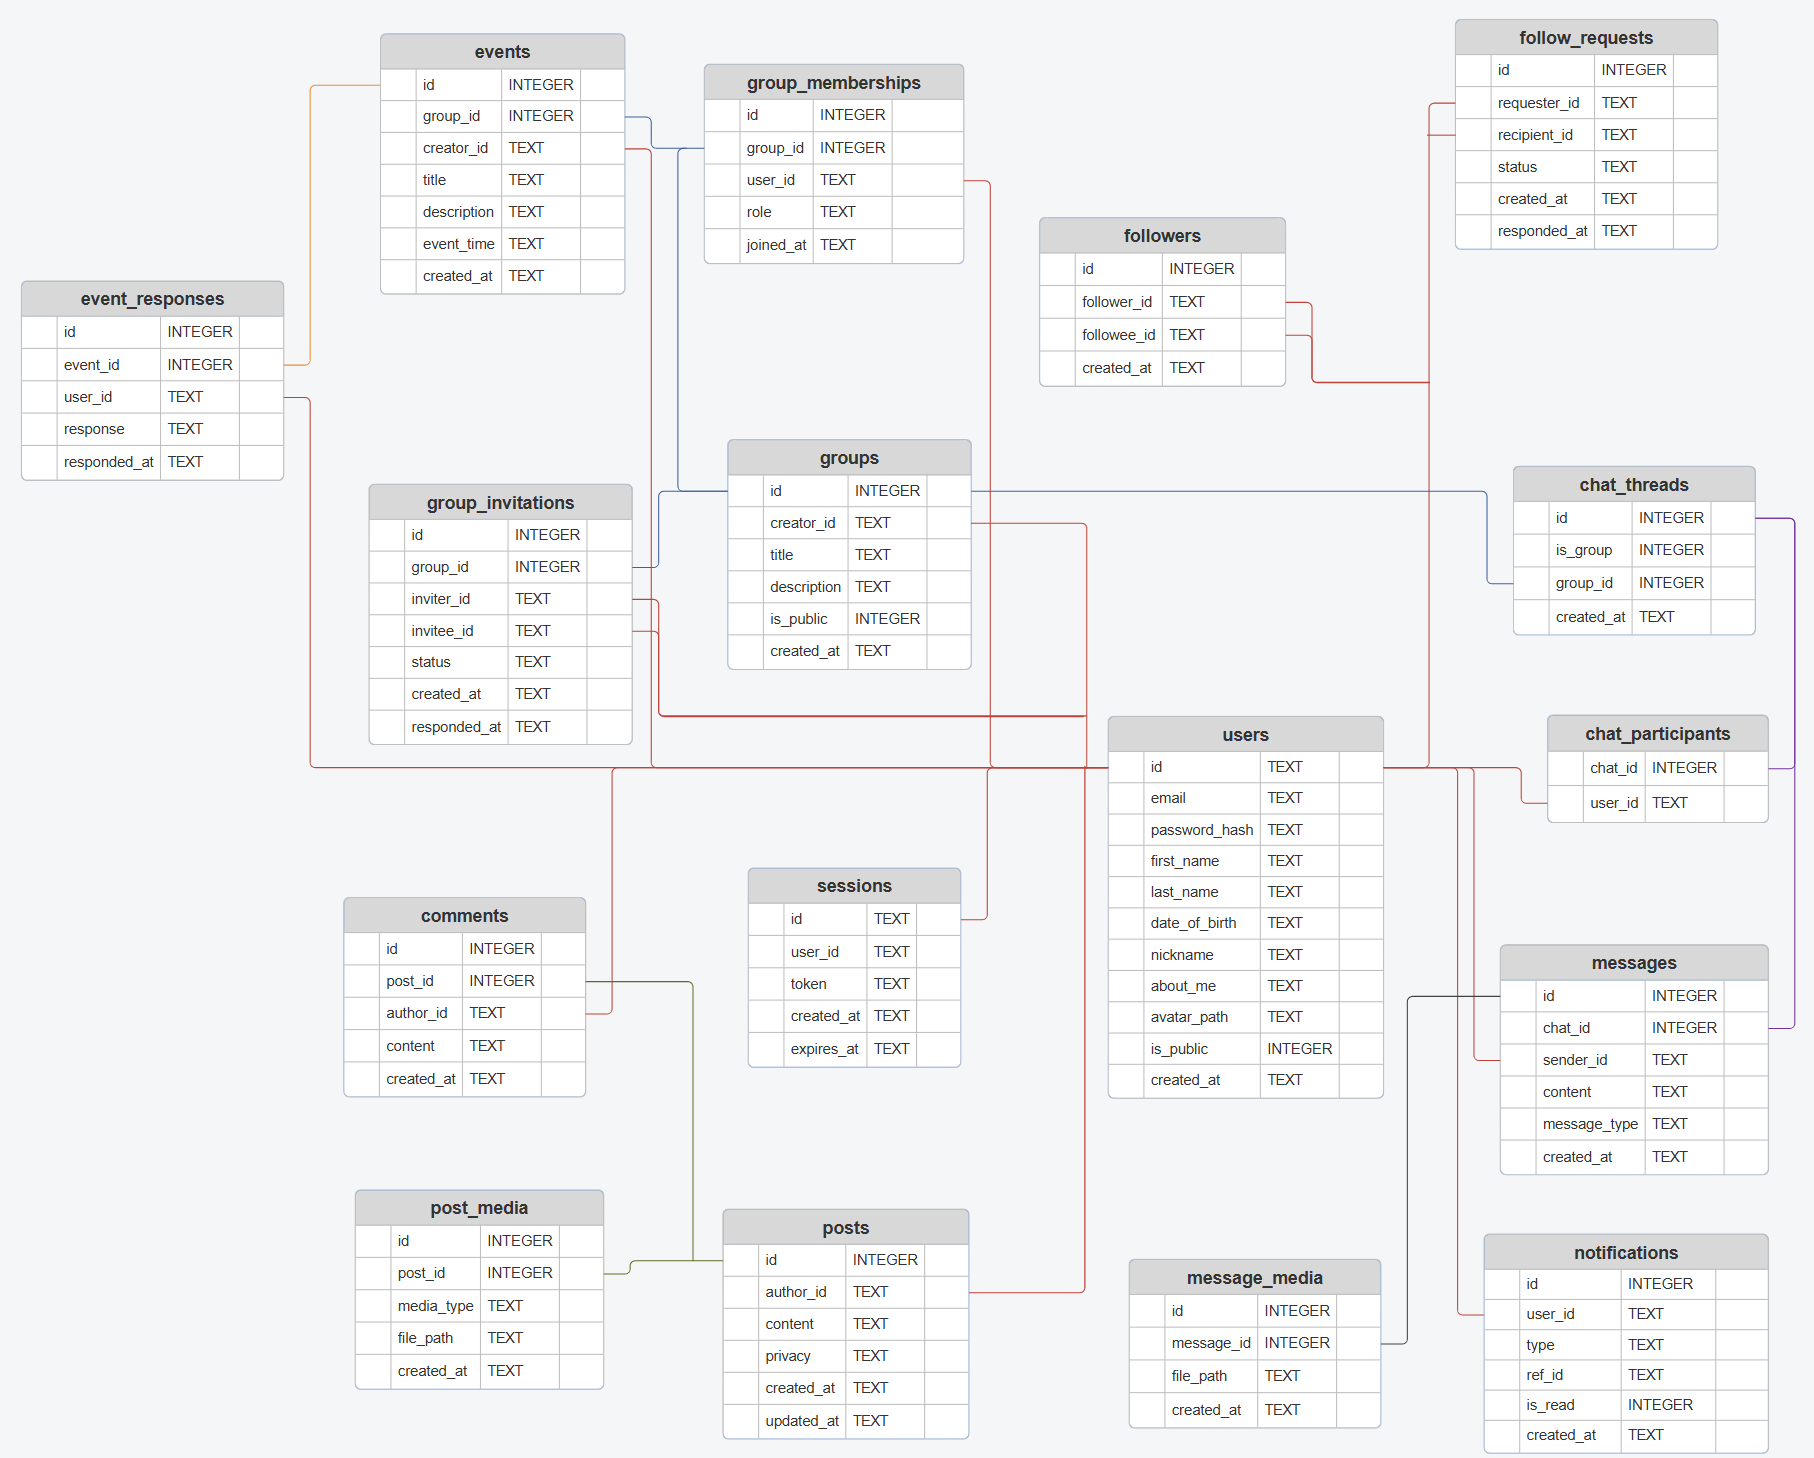 events
id INTEGER
group_id INTEGER
creator_id TEXT
title TEXT
description TEXT
event_time TEXT
created_at TEXT
group_memberships
id INTEGER
group_id INTEGER
user_id TEXT
role TEXT
joined_at TEXT
follow_requests
id INTEGER
requester_id TEXT
recipient_id TEXT
status TEXT
created_at TEXT
responded_at TEXT
followers
id INTEGER
follower_id TEXT
followee_id TEXT
created_at TEXT
event_responses
id INTEGER
event_id INTEGER
user_id TEXT
response TEXT
responded_at TEXT
group_invitations
id INTEGER
group_id INTEGER
inviter_id TEXT
invitee_id TEXT
status TEXT
created_at TEXT
responded_at TEXT
groups
id INTEGER
creator_id TEXT
title TEXT
description TEXT
is_public INTEGER
created_at TEXT
chat_threads
id INTEGER
is_group INTEGER
group_id INTEGER
created_at TEXT
users
id TEXT
email TEXT
password_hash TEXT
first_name TEXT
last_name TEXT
date_of_birth TEXT
nickname TEXT
about_me TEXT
avatar_path TEXT
is_public INTEGER
created_at TEXT
chat_participants
chat_id INTEGER
user_id TEXT
comments
id INTEGER
post_id INTEGER
author_id TEXT
content TEXT
created_at TEXT
sessions
id TEXT
user_id TEXT
token TEXT
created_at TEXT
expires_at TEXT
messages
id INTEGER
chat_id INTEGER
sender_id TEXT
content TEXT
message_type TEXT
created_at TEXT
post_media
id INTEGER
post_id INTEGER
media_type TEXT
file_path TEXT
created_at TEXT
posts
id INTEGER
author_id TEXT
content TEXT
privacy TEXT
created_at TEXT
updated_at TEXT
message_media
id INTEGER
message_id INTEGER
file_path TEXT
created_at TEXT
notifications
id INTEGER
user_id TEXT
type TEXT
ref_id TEXT
is_read INTEGER
created_at TEXT